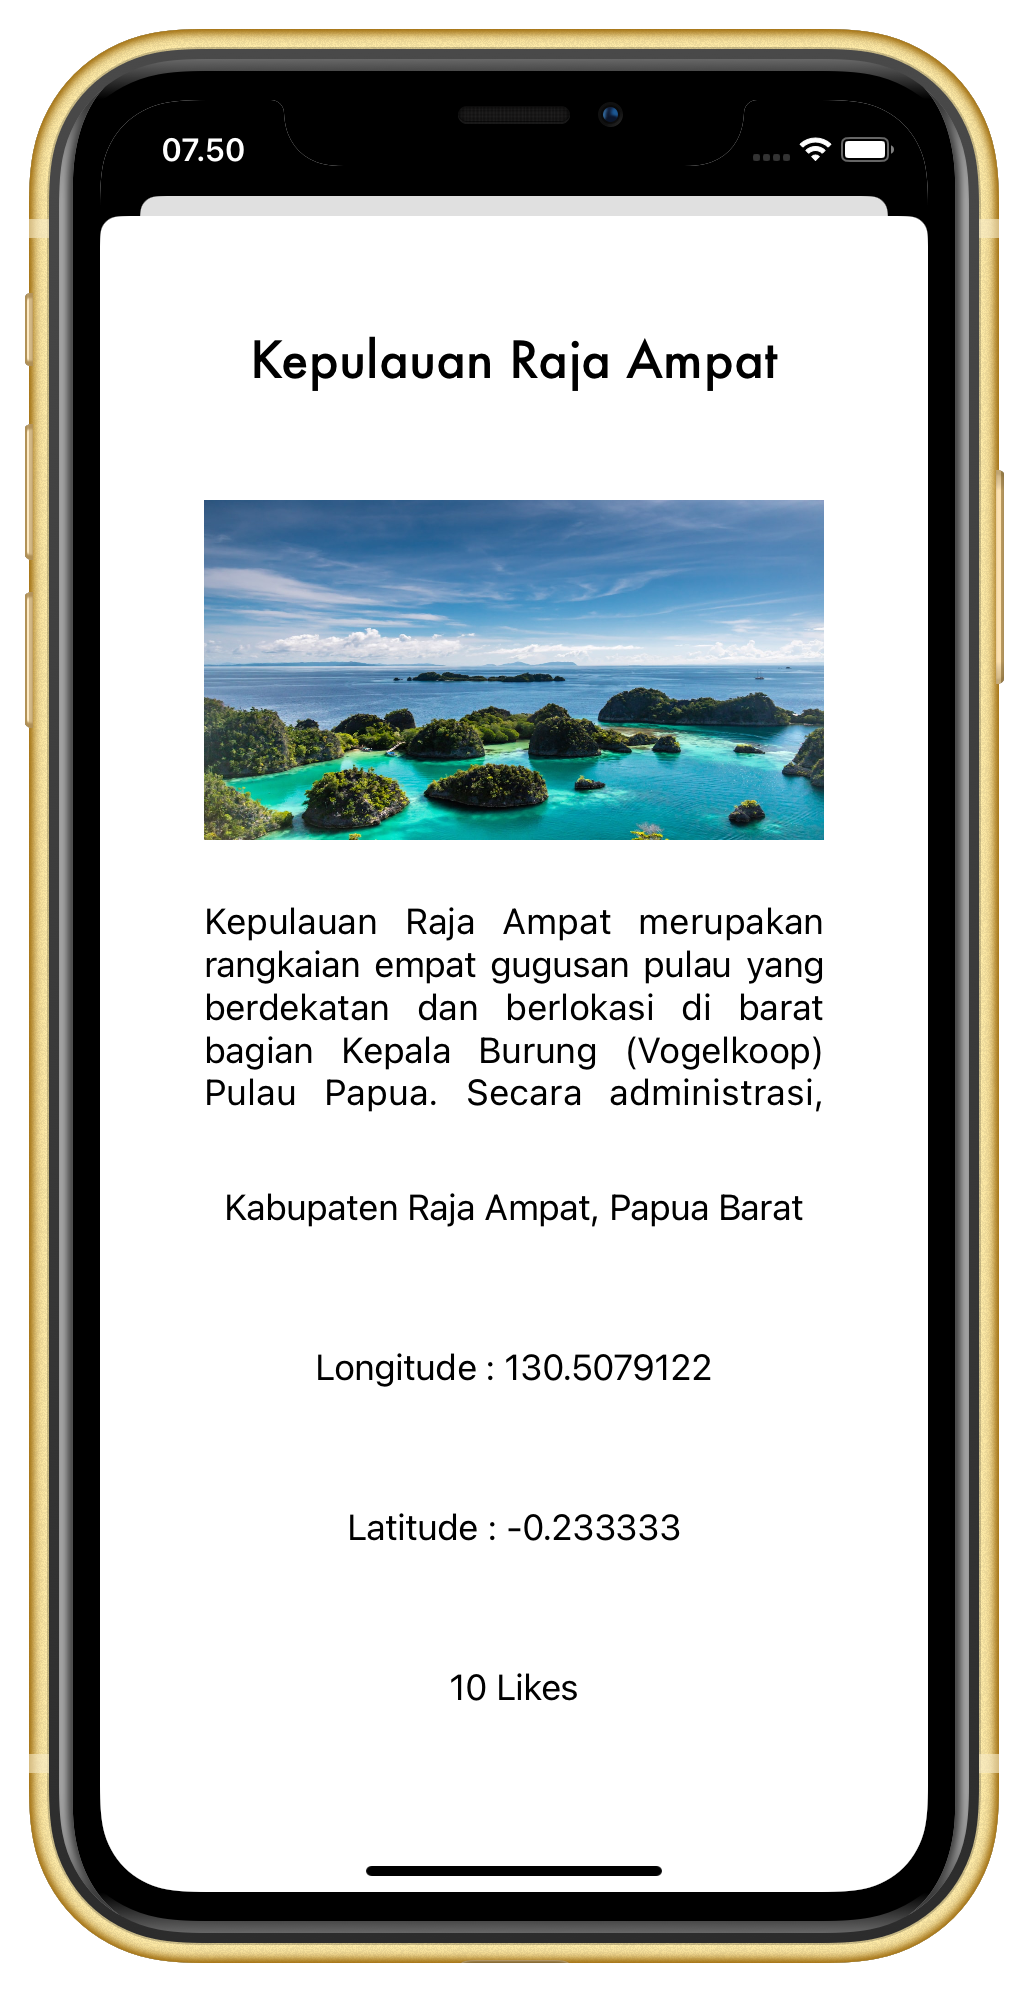 07.50
Kepulauan Raja Ampat
Kepulauan Raja Ampat merupakan
rangkaian empat gugusan pulau yang
berdekatan dan berlokasi di barat
bagian Kepala Burung (Vogelkoop)
Pulau Papua. Secara administrasi,
Kabupaten Raja Ampat, Papua Barat
Longitude : 130.5079122
Latitude : -0.233333
10 Likes